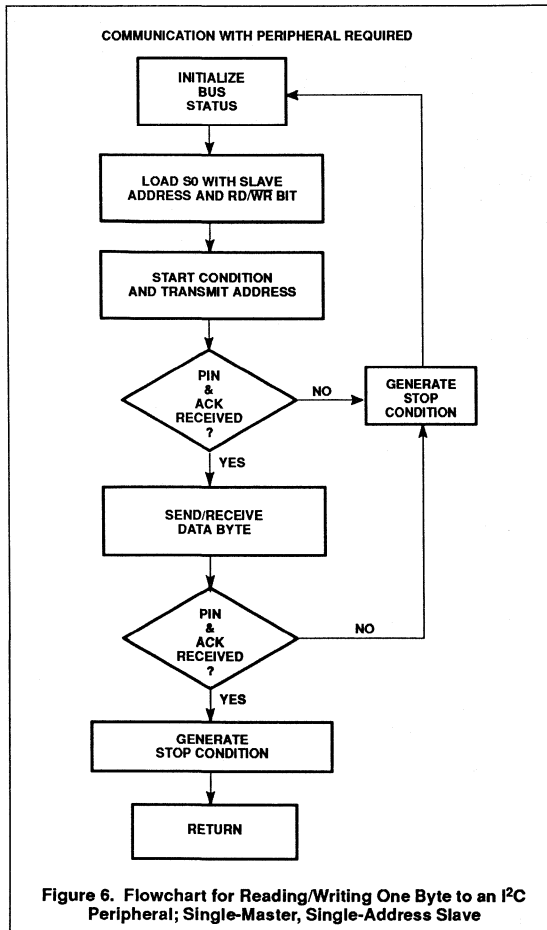 COMMUNICATION WITH PERIPHERAL REQUIRED
INITIALIZE
BUS
STATUS
LOAD S0 WITH SLAVE
ADDRESS AND RD/W̅R̅ BIT
START CONDITION
AND TRANSMIT ADDRESS
PIN
&
ACK
RECEIVED
?
NO
GENERATE
STOP
CONDITION
YES
SEND/RECEIVE
DATA BYTE
PIN
&
ACK
RECEIVED
?
NO
YES
GENERATE
STOP CONDITION
RETURN
Figure 6. Flowchart for Reading/Writing One Byte to an I²C
Peripheral; Single-Master, Single-Address Slave